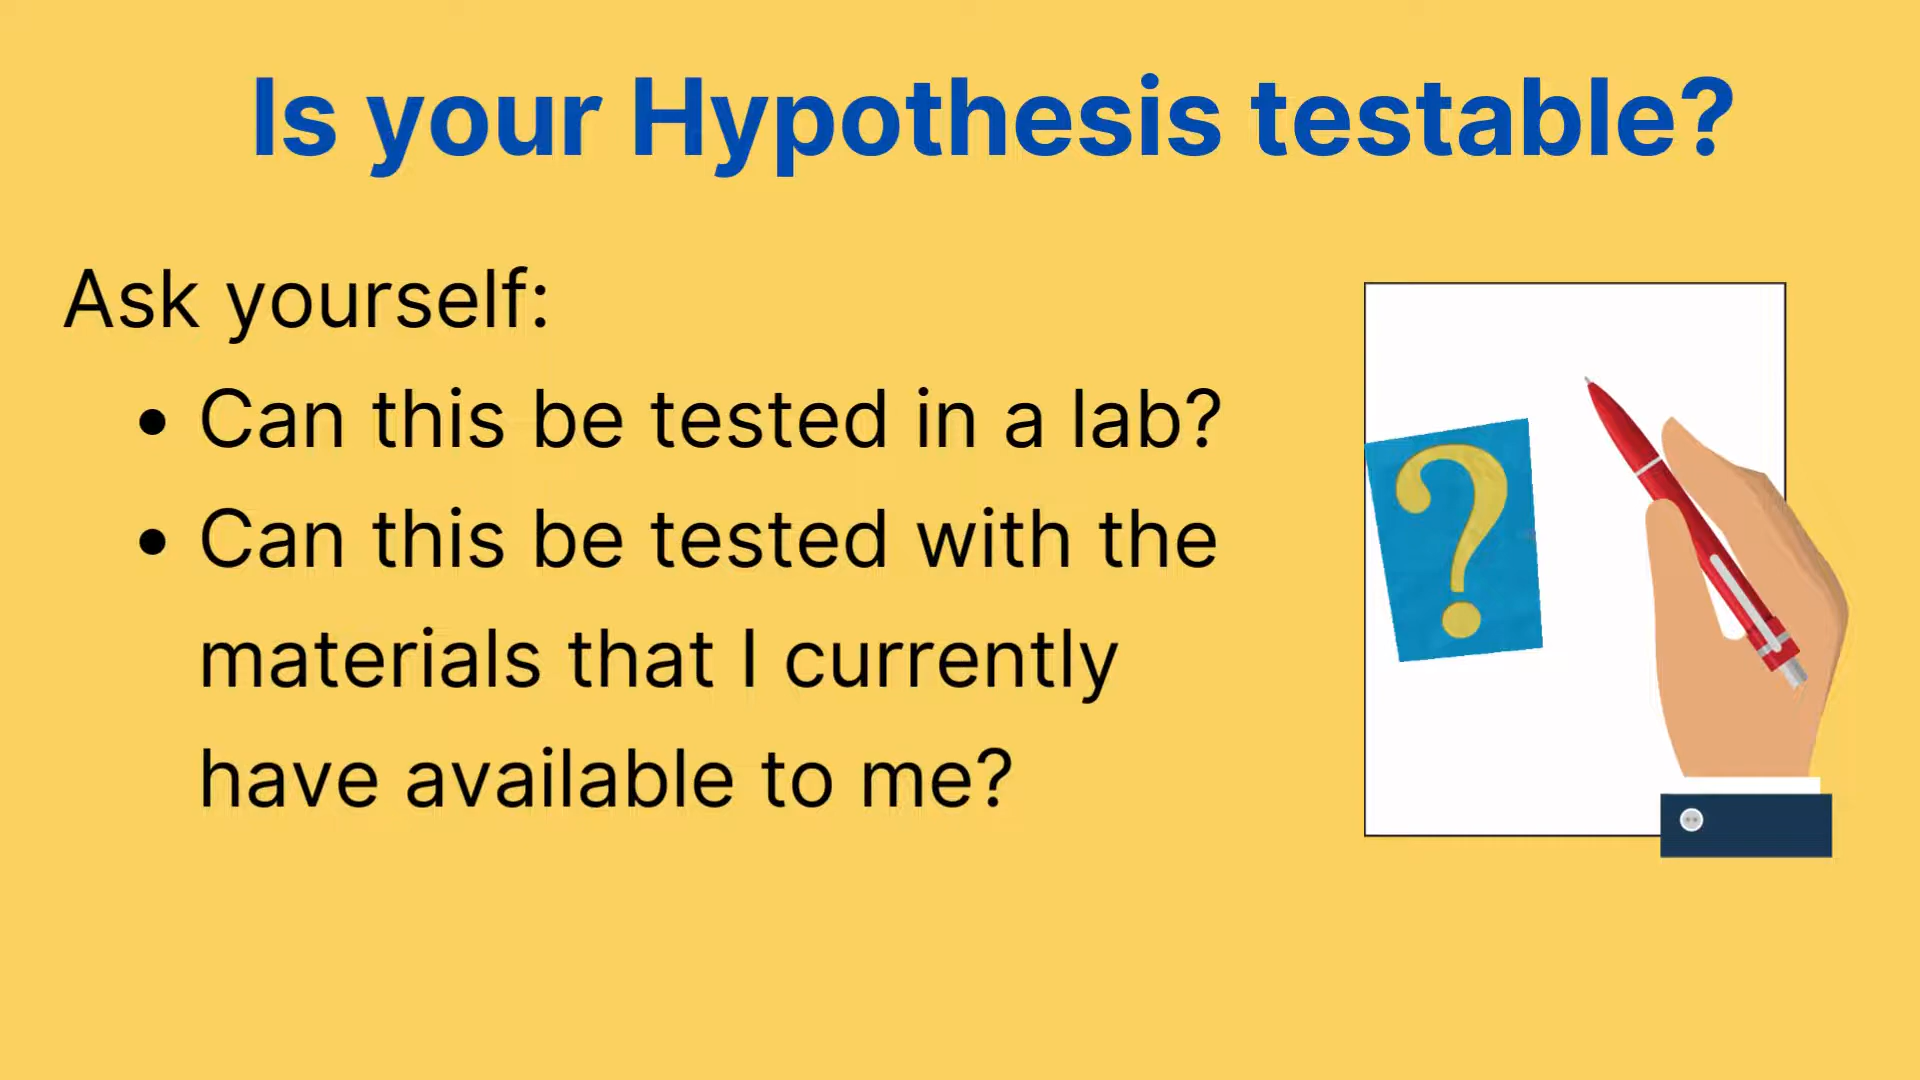 Is your Hypothesis testable?
Ask yourself:
• Can this be tested in a lab?
• Can this be tested with the
materials that I currently
have available to me?
?